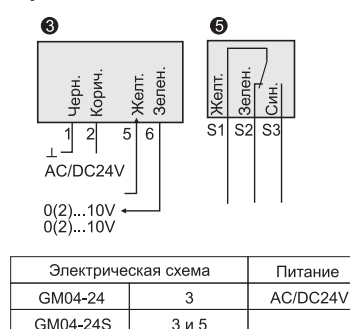 3 5
Черн.
Корич.
Желт.
Зелен.
Желт.
Зелен.
Син.
1 2 5 6 S1 S2 S3
⊥
AC/DC24V
0(2)...10V
0(2)...10V
Электрическая схема Питание
GM04-24 3 AC/DC24V
GM04-24S 3 и 5